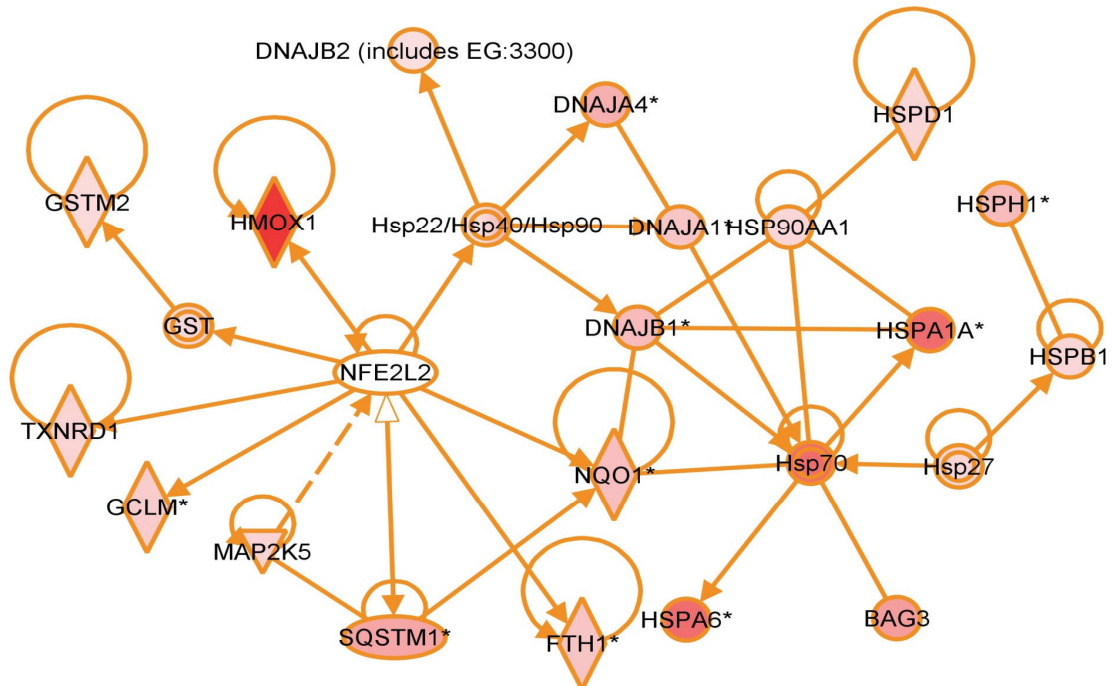 DNAJB2 (includes EG:3300)
DNAJA4*
HSPD1
GSTM2
HMOX1
Hsp22/Hsp40/Hsp90
DNAJA1*
HSP90AA1
HSPH1*
GST
DNAJB1*
HSPA1A*
HSPB1
NFE2L2
TXNRD1
NQO1*
Hsp70
Hsp27
GCLM*
MAP2K5
SQSTM1*
FTH1*
HSPA6*
BAG3